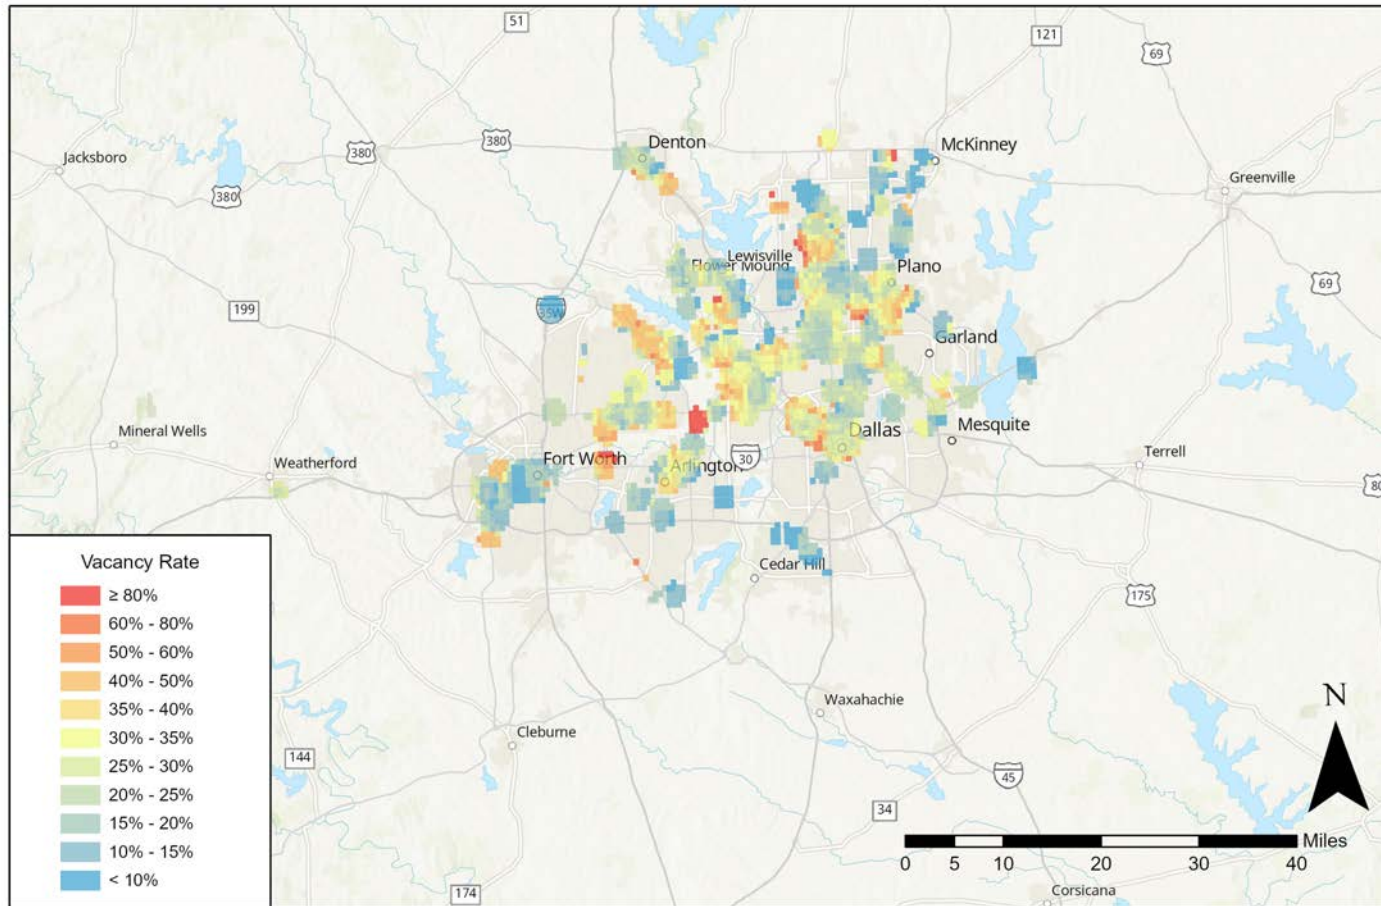 51
121
69
Denton
McKinney
380
380
Jacksboro
380
Greenville
Lewisville
Flower Mound
Plano
69
199
35W
Garland
Mineral Wells
Dallas
Mesquite
Weatherford
Fort Worth
Arlington
30
Terrell
80
Vacancy Rate
≥ 80%
60% - 80%
50% - 60%
40% - 50%
35% - 40%
30% - 35%
25% - 30%
20% - 25%
15% - 20%
10% - 15%
< 10%
Cedar Hill
175
Waxahachie
N
Cleburne
144
45
34
Miles
0 5 10 20 30 40
174
Corsicana